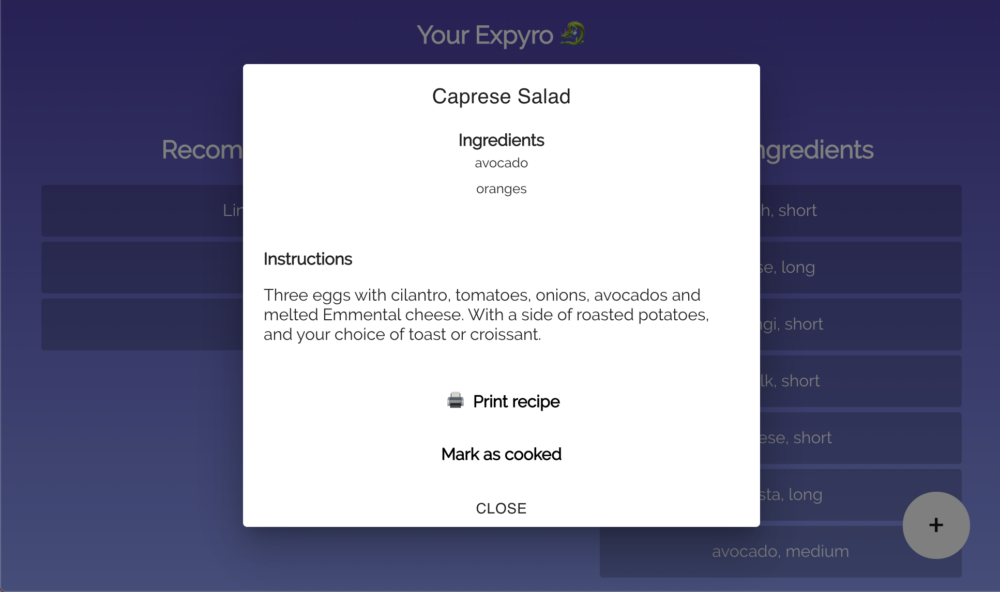 Your Expyro
Caprese Salad
Ingredients
avocado
oranges
Instructions
Three eggs with cilantro, tomatoes, onions, avocados and
melted Emmental cheese. With a side of roasted potatoes,
and your choice of toast or croissant.
Print recipe
Mark as cooked
CLOSE
Recom
ngredients
Lin
h, short
se, long
ngi, short
lk, short
ese, short
sta, long
+
avocado, medium